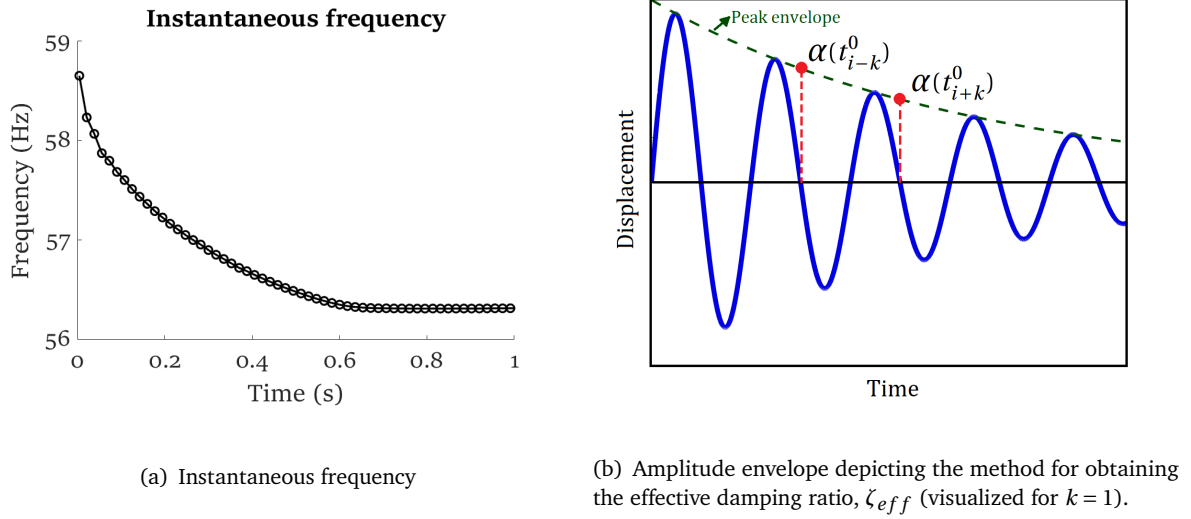 Instantaneous frequency
59
58
57
56
Frequency (Hz)
0 0.2 0.4 0.6 0.8 1
Time (s)
(a) Instantaneous frequency
Peak envelope
α(t⁰ᵢ₋ₖ)
α(t⁰ᵢ₊ₖ)
Displacement
Time
(b) Amplitude envelope depicting the method for obtaining
the effective damping ratio, ζₑff (visualized for k = 1).